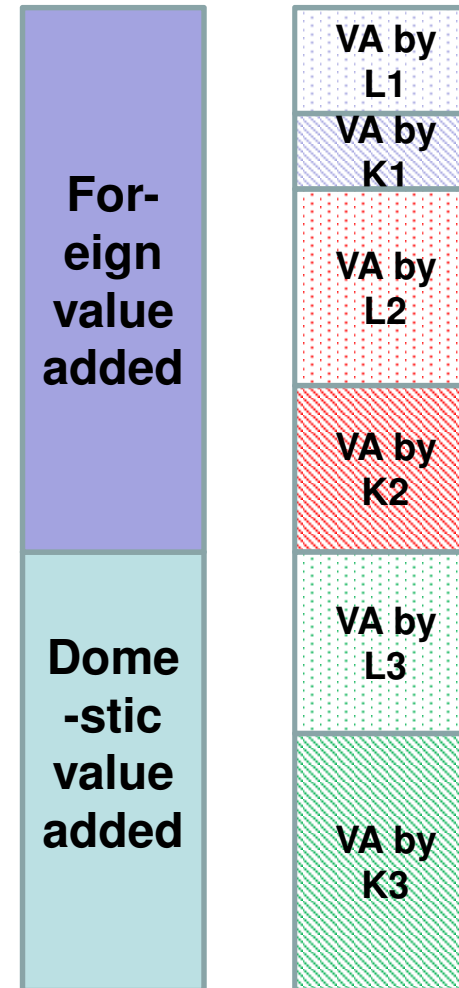 For-
eign
value
added
Dome
-stic
value
added
VA by
L1
VA by
K1
VA by
L2
VA by
K2
VA by
L3
VA by
K3